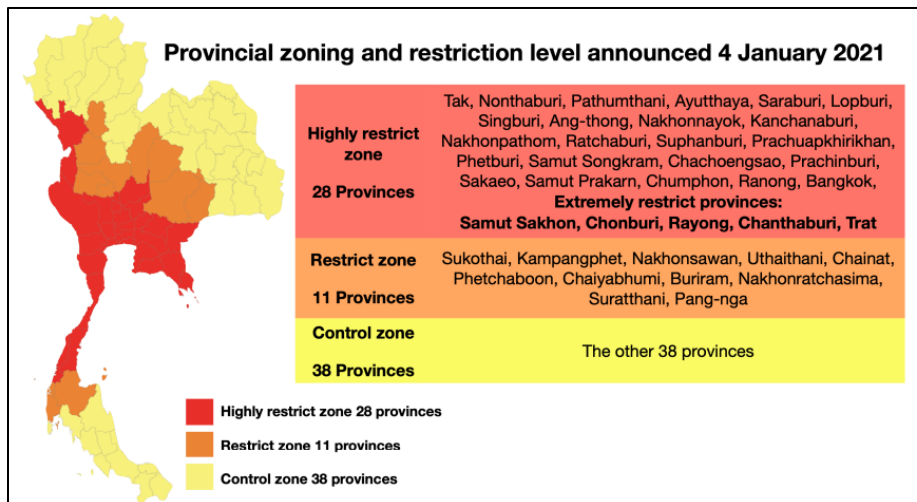 Provincial zoning and restriction level announced 4 January 2021
Highly restrict
zone
28 Provinces
Tak, Nonthaburi, Pathumthani, Ayutthaya, Saraburi, Lopburi,
Singburi, Ang-thong, Nakhonnayok, Kanchanaburi,
Nakhonpathom, Ratchaburi, Suphanburi, Prachuapkhirikhan,
Phetburi, Samut Songkram, Chachoengsao, Prachinburi,
Sakaeo, Samut Prakarn, Chumphon, Ranong, Bangkok,
Extremely restrict provinces:
Samut Sakhon, Chonburi, Rayong, Chanthaburi, Trat
Restrict zone
11 Provinces
Sukothai, Kampangphet, Nakhonsawan, Uthaithani, Chainat,
Phetchaboon, Chaiyabhumi, Buriram, Nakhonratchasima,
Suratthani, Pang-nga
Control zone
38 Provinces
The other 38 provinces
Highly restrict zone 28 provinces
Restrict zone 11 provinces
Control zone 38 provinces